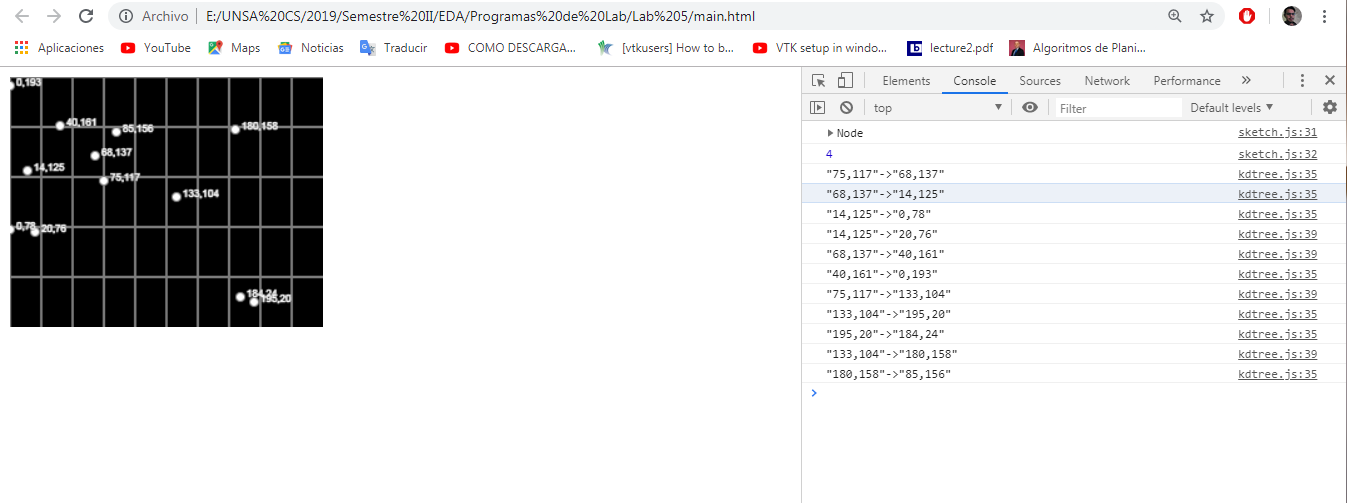 Archivo E:/UNSA%20CS/2019/Semestre%20II/EDA/Programas%20de%20Lab/Lab%205/main.html
Aplicaciones YouTube Maps Noticias Traducir COMO DESCARGA... [vtkusers] How to b... VTK setup in windo... lecture2.pdf Algoritmos de Plani...
0,193
40,161
85,156
180,158
68,137
14,125
75,117
133,104
0,78
20,76
184,24
195,20
Elements Console Sources Network Performance »
top Filter Default levels
Node sketch.js:31
4 sketch.js:32
"75,117"->"68,137" kdtree.js:35
"68,137"->"14,125" kdtree.js:35
"14,125"->"0,78" kdtree.js:35
"14,125"->"20,76" kdtree.js:39
"68,137"->"40,161" kdtree.js:39
"40,161"->"0,193" kdtree.js:35
"75,117"->"133,104" kdtree.js:39
"133,104"->"195,20" kdtree.js:35
"195,20"->"184,24" kdtree.js:35
"133,104"->"180,158" kdtree.js:39
"180,158"->"85,156" kdtree.js:35